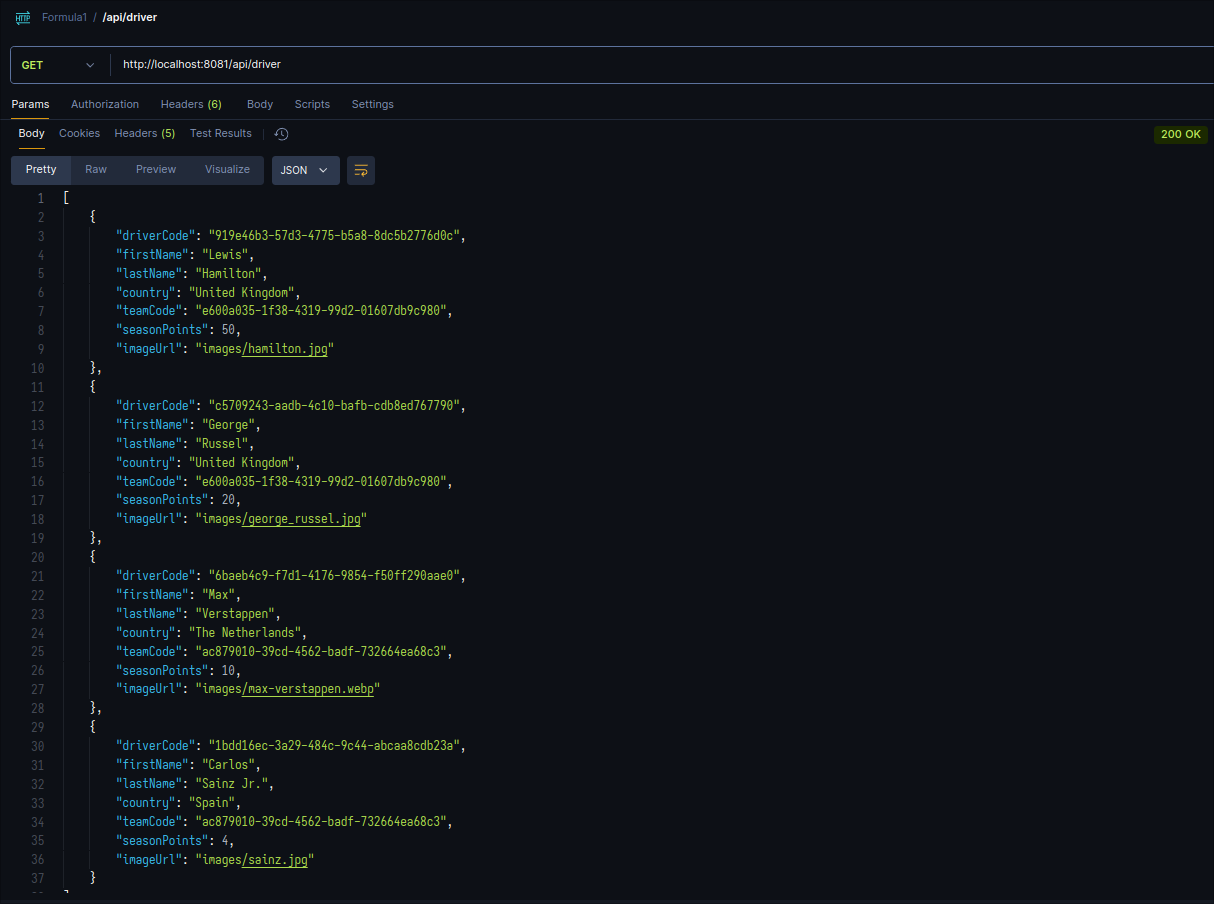 HTTP Formula1 / /api/driver
GET http://localhost:8081/api/driver
Params Authorization Headers (6) Body Scripts Settings
Body Cookies Headers (5) Test Results 200 OK
Pretty Raw Preview Visualize JSON
1 [
2 {
3 "driverCode": "919e46b3-57d3-4775-b5a8-8dc5b2776d0c",
4 "firstName": "Lewis",
5 "lastName": "Hamilton",
6 "country": "United Kingdom",
7 "teamCode": "e600a035-1f38-4319-99d2-01607db9c980",
8 "seasonPoints": 50,
9 "imageUrl": "images/hamilton.jpg"
10 },
11 {
12 "driverCode": "c5709243-aadb-4c10-bafb-cdb8ed767790",
13 "firstName": "George",
14 "lastName": "Russel",
15 "country": "United Kingdom",
16 "teamCode": "e600a035-1f38-4319-99d2-01607db9c980",
17 "seasonPoints": 20,
18 "imageUrl": "images/george_russel.jpg"
19 },
20 {
21 "driverCode": "6baeb4c9-f7d1-4176-9854-f50ff290aae0",
22 "firstName": "Max",
23 "lastName": "Verstappen",
24 "country": "The Netherlands",
25 "teamCode": "ac879010-39cd-4562-badf-732664ea68c3",
26 "seasonPoints": 10,
27 "imageUrl": "images/max-verstappen.webp"
28 },
29 {
30 "driverCode": "1bdd16ec-3a29-484c-9c44-abcaa8cdb23a",
31 "firstName": "Carlos",
32 "lastName": "Sainz Jr.",
33 "country": "Spain",
34 "teamCode": "ac879010-39cd-4562-badf-732664ea68c3",
35 "seasonPoints": 4,
36 "imageUrl": "images/sainz.jpg"
37 }